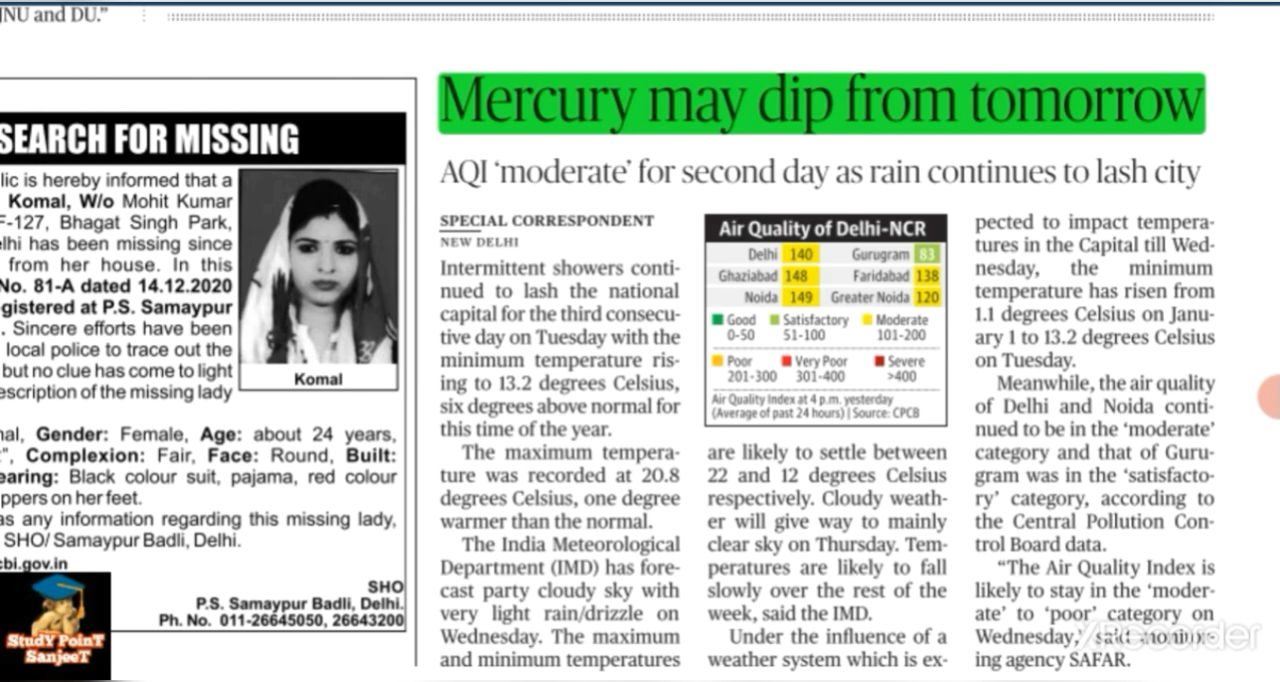 JNU and DU.”
SEARCH FOR MISSING
lic is hereby informed that a
Komal, W/o Mohit Kumar
F-127, Bhagat Singh Park,
elhi has been missing since
from her house. In this
No. 81-A dated 14.12.2020
egistered at P.S. Samaypur
. Sincere efforts have been
local police to trace out the
but no clue has come to light
escription of the missing lady
Komal
nal, Gender: Female, Age: about 24 years,
", Complexion: Fair, Face: Round, Built:
earing: Black colour suit, pajama, red colour
ppers on her feet.
as any information regarding this missing lady,
SHO/ Samaypur Badli, Delhi.
cbi.gov.in
SHO
P.S. Samaypur Badli, Delhi.
Ph. No. 011-26645050, 26643200
StudY PoinT
SanjeeT
Mercury may dip from tomorrow
AQI ‘moderate’ for second day as rain continues to lash city
SPECIAL CORRESPONDENT
NEW DELHI
Intermittent showers conti-
nued to lash the national
capital for the third consecu-
tive day on Tuesday with the
minimum temperature ris-
ing to 13.2 degrees Celsius,
six degrees above normal for
this time of the year.
The maximum tempera-
ture was recorded at 20.8
degrees Celsius, one degree
warmer than the normal.
The India Meteorological
Department (IMD) has fore-
cast party cloudy sky with
very light rain/drizzle on
Wednesday. The maximum
and minimum temperatures
Air Quality of Delhi-NCR
Delhi 140 Gurugram 83
Ghaziabad 148 Faridabad 138
Noida 149 Greater Noida 120
Good Satisfactory Moderate
0-50 51-100 101-200
Poor Very Poor Severe
201-300 301-400 >400
Air Quality Index at 4 p.m. yesterday
(Average of past 24 hours) | Source: CPCB
are likely to settle between
22 and 12 degrees Celsius
respectively. Cloudy weath-
er will give way to mainly
clear sky on Thursday. Tem-
peratures are likely to fall
slowly over the rest of the
week, said the IMD.
Under the influence of a
weather system which is ex-
pected to impact tempera-
tures in the Capital till Wed-
nesday, the minimum
temperature has risen from
1.1 degrees Celsius on Janu-
ary 1 to 13.2 degrees Celsius
on Tuesday.
Meanwhile, the air quality
of Delhi and Noida conti-
nued to be in the ‘moderate’
category and that of Guru-
gram was in the ‘satisfacto-
ry’ category, according to
the Central Pollution Con-
trol Board data.
“The Air Quality Index is
likely to stay in the ‘moder-
ate’ to ‘poor’ category on
Wednesday,” said monitor-
ing agency SAFAR.
XRecorder